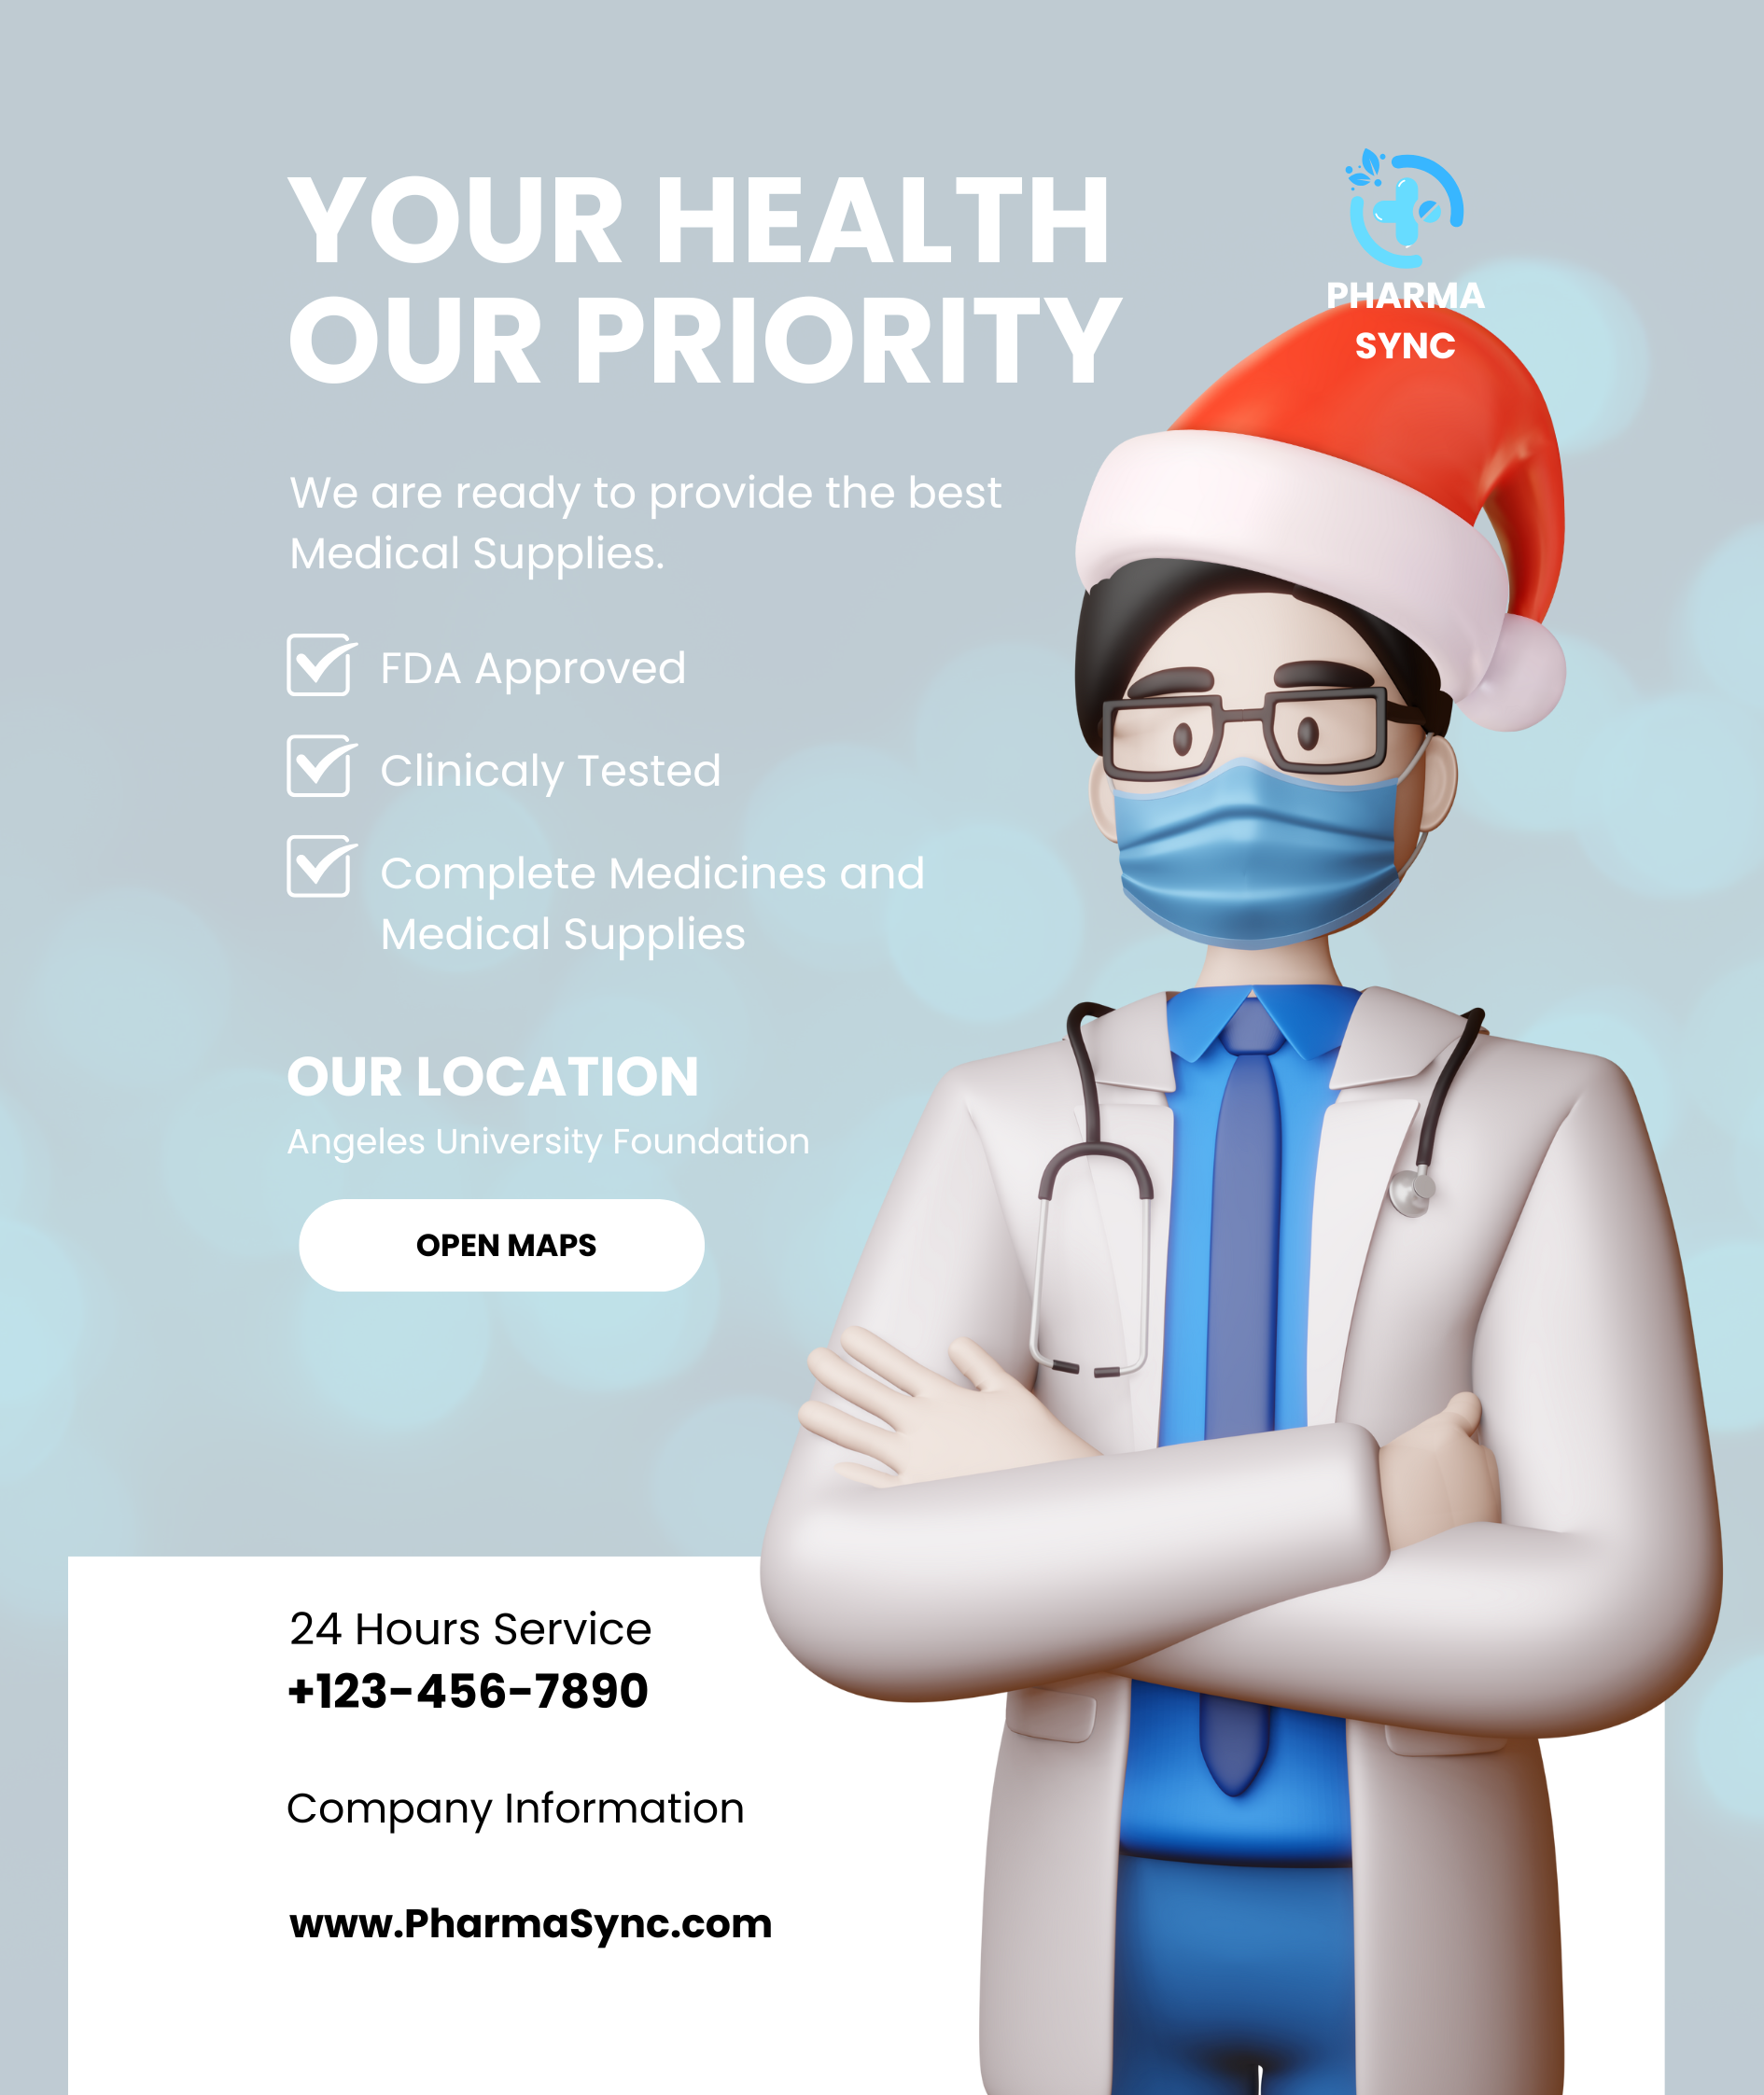 YOUR HEALTH
OUR PRIORITY
PHARMA
SYNC
We are ready to provide the best
Medical Supplies.
FDA Approved
Clinicaly Tested
Complete Medicines and
Medical Supplies
OUR LOCATION
Angeles University Foundation
OPEN MAPS
24 Hours Service
+123-456-7890
Company Information
www.PharmaSync.com